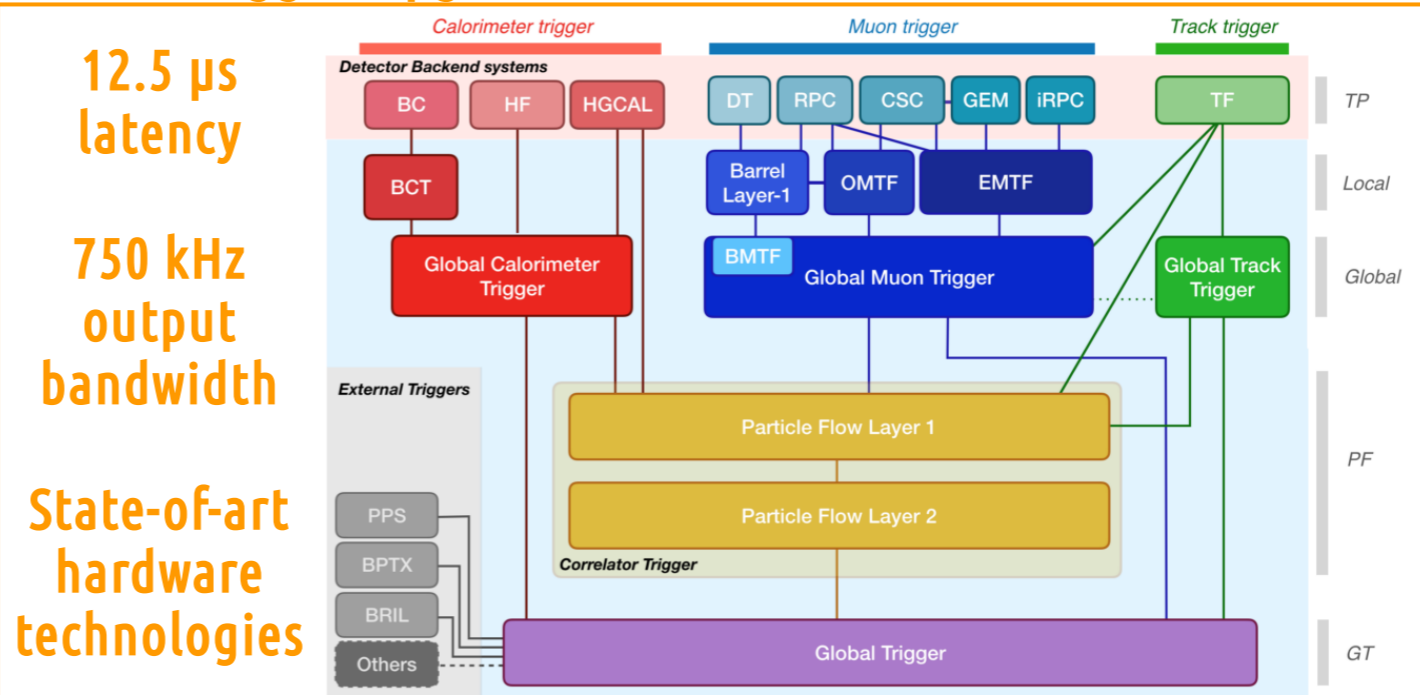 Calorimeter trigger
Muon trigger
Track trigger
12.5 µs
latency
750 kHz
output
bandwidth
State-of-art
hardware
technologies
Detector Backend systems
BC
HF
HGCAL
DT
RPC
CSC
GEM
iRPC
TF
TP
BCT
Barrel
Layer-1
OMTF
EMTF
Local
Global Calorimeter
Trigger
BMTF
Global Muon Trigger
Global Track
Trigger
Global
External Triggers
Particle Flow Layer 1
Particle Flow Layer 2
Correlator Trigger
PF
PPS
BPTX
BRIL
Others
Global Trigger
GT